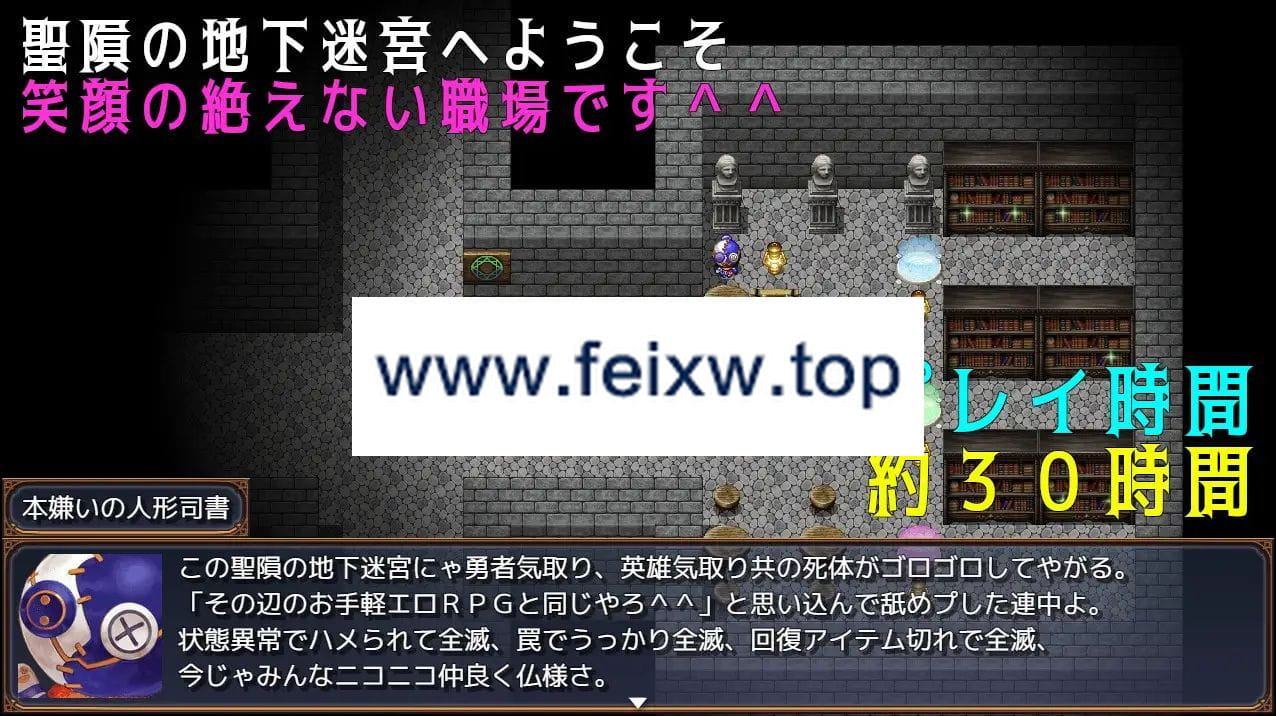 聖隕の地下迷宮へようこそ
笑顔の絶えない職場です＾＾
www.feixw.top
プレイ時間
約３０時間
本嫌いの人形司書
この聖隕の地下迷宮にゃ勇者気取り、英雄気取り共の死体がゴロゴロしてやがる。
「その辺のお手軽エロＲＰＧと同じやろ＾＾」と思い込んで舐めプした連中よ。
状態異常でハメられて全滅、罠でうっかり全滅、回復アイテム切れで全滅、
今じゃみんなニコニコ仲良く仏様さ。